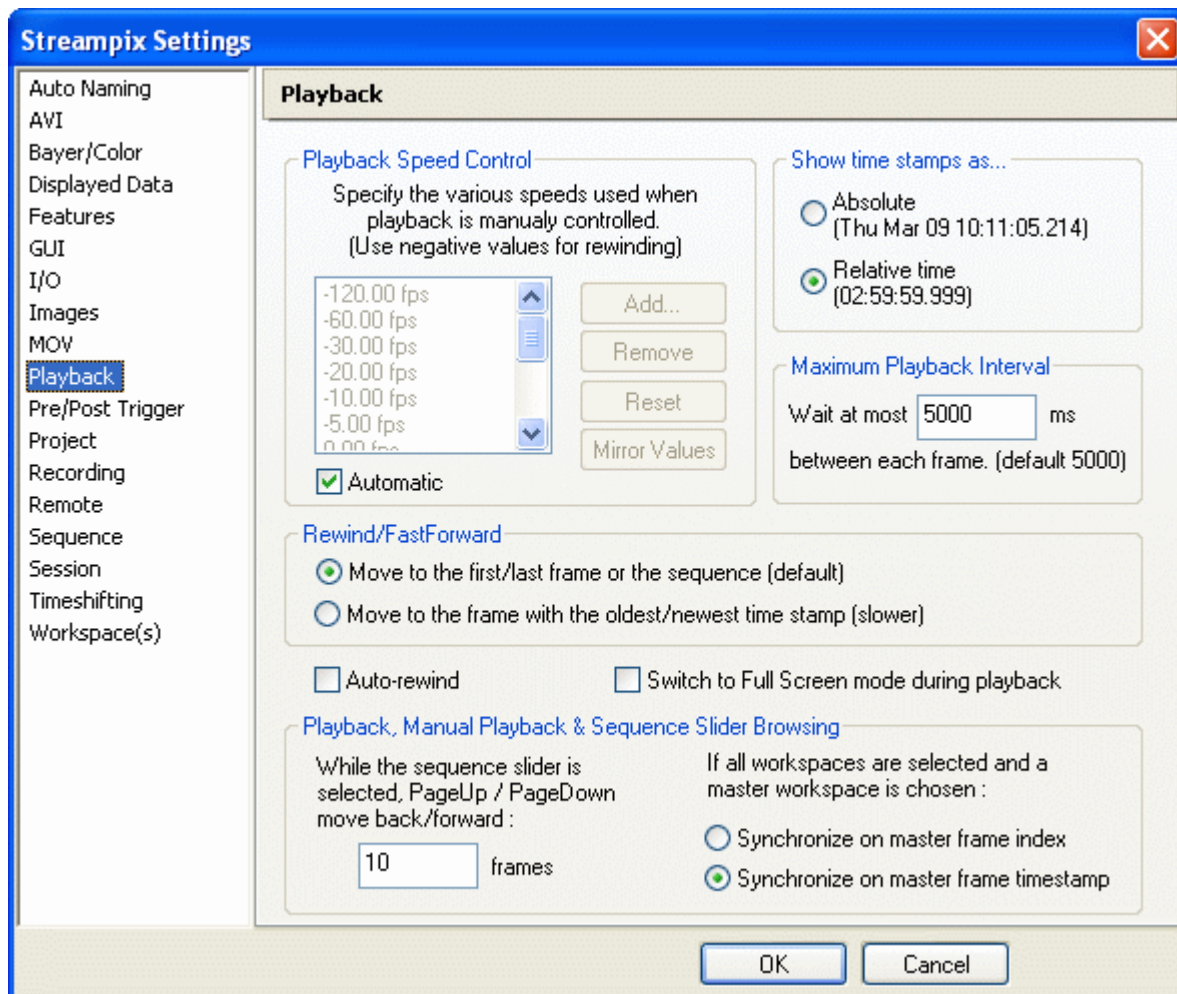 Streampix Settings
Auto Naming
AVI
Bayer/Color
Displayed Data
Features
GUI
I/O
Images
MOV
Playback
Pre/Post Trigger
Project
Recording
Remote
Sequence
Session
Timeshifting
Workspace(s)
Playback
Playback Speed Control
Specify the various speeds used when
playback is manualy controlled.
(Use negative values for rewinding)
-120.00 fps
-60.00 fps
-30.00 fps
-20.00 fps
-10.00 fps
-5.00 fps
0.00 fps
Add...
Remove
Reset
Mirror Values
Automatic
Show time stamps as...
Absolute
(Thu Mar 09 10:11:05.214)
Relative time
(02:59:59.999)
Maximum Playback Interval
Wait at most 5000 ms
between each frame. (default 5000)
Rewind/FastForward
Move to the first/last frame or the sequence (default)
Move to the frame with the oldest/newest time stamp (slower)
Auto-rewind
Switch to Full Screen mode during playback
Playback, Manual Playback & Sequence Slider Browsing
While the sequence slider is
selected, PageUp / PageDown
move back/forward :
10 frames
If all workspaces are selected and a
master workspace is chosen :
Synchronize on master frame index
Synchronize on master frame timestamp
OK
Cancel